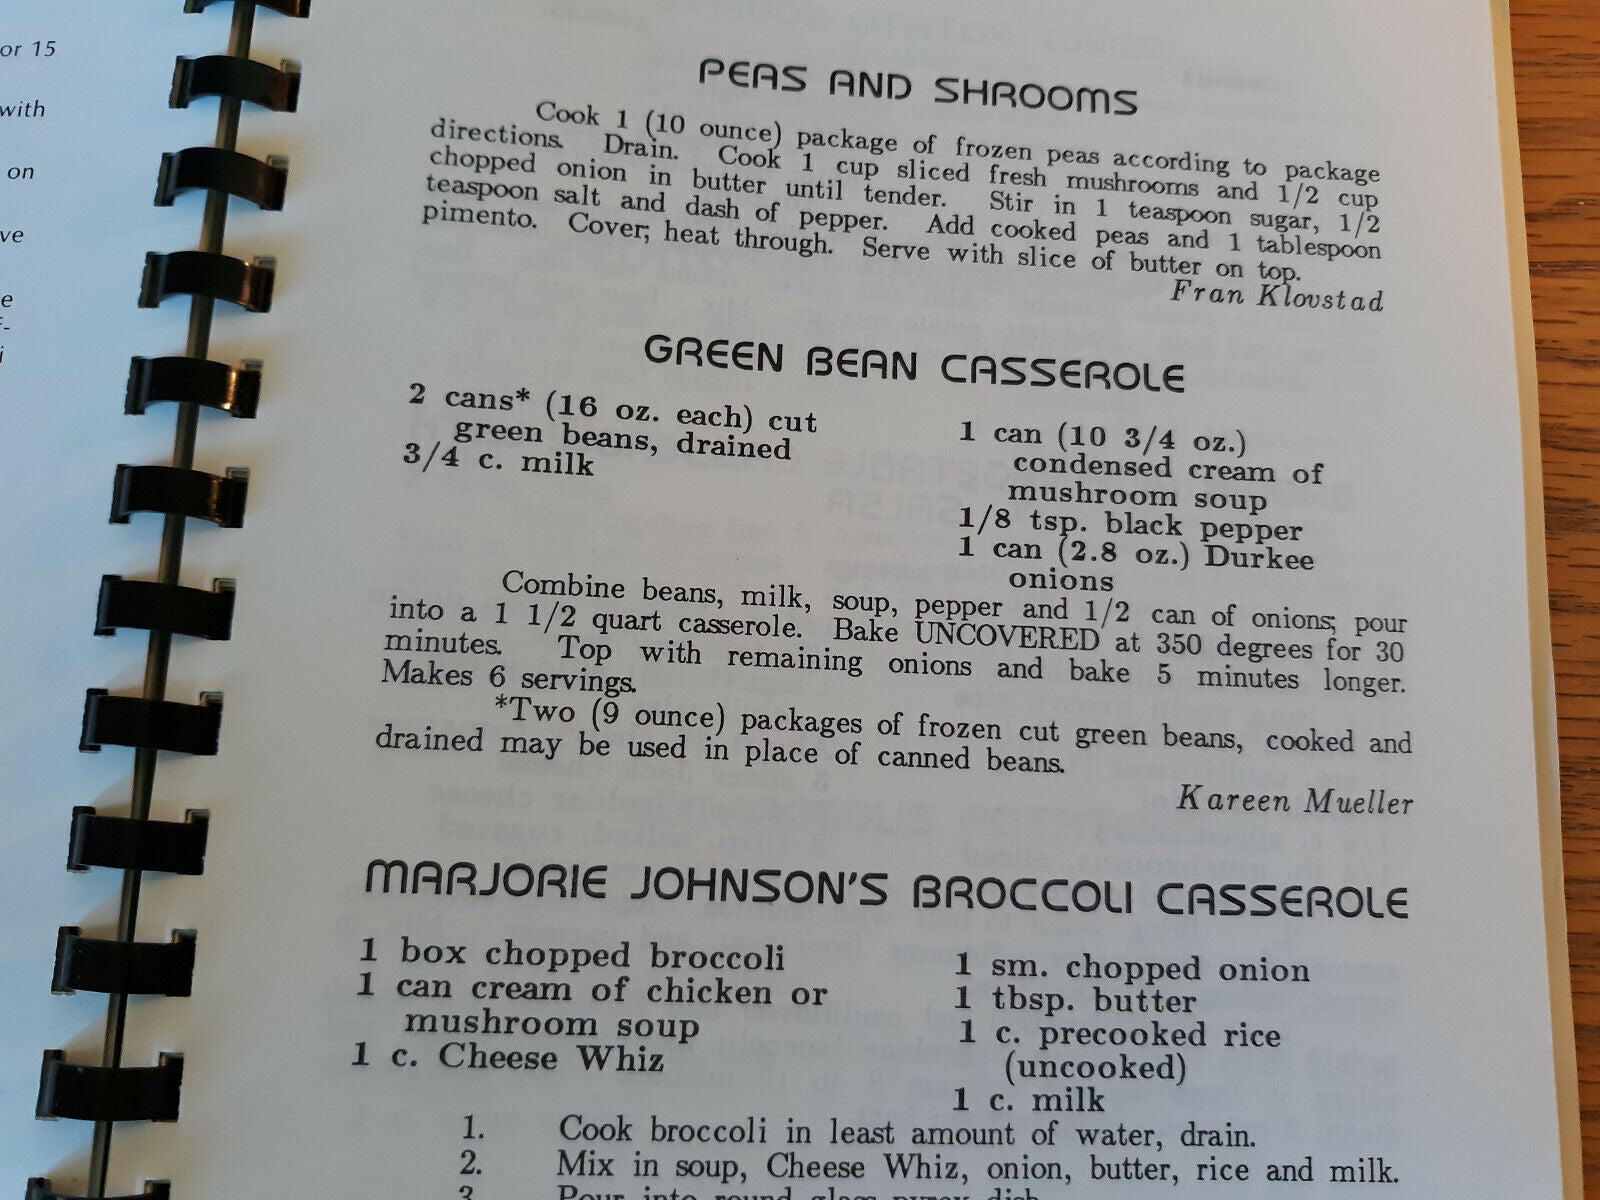 or 15
with
on
ve
e
f-
i
PEAS AND SHROOMS
Cook 1 (10 ounce) package of frozen peas according to package
directions. Drain. Cook 1 cup sliced fresh mushrooms and 1/2 cup
chopped onion in butter until tender. Stir in 1 teaspoon sugar, 1/2
teaspoon salt and dash of pepper. Add cooked peas and 1 tablespoon
pimento. Cover; heat through. Serve with slice of butter on top.
Fran Klovstad
GREEN BEAN CASSEROLE
2 cans* (16 oz. each) cut
green beans, drained
3/4 c. milk
1 can (10 3/4 oz.)
condensed cream of
mushroom soup
1/8 tsp. black pepper
1 can (2.8 oz.) Durkee
onions
Combine beans, milk, soup, pepper and 1/2 can of onions; pour
into a 1 1/2 quart casserole. Bake UNCOVERED at 350 degrees for 30
minutes. Top with remaining onions and bake 5 minutes longer.
Makes 6 servings.
*Two (9 ounce) packages of frozen cut green beans, cooked and
drained may be used in place of canned beans.
Kareen Mueller
MARJORIE JOHNSON'S BROCCOLI CASSEROLE
1 box chopped broccoli
1 can cream of chicken or
mushroom soup
1 c. Cheese Whiz
1 sm. chopped onion
1 tbsp. butter
1 c. precooked rice
(uncooked)
1 c. milk
1. Cook broccoli in least amount of water, drain.
2. Mix in soup, Cheese Whiz, onion, butter, rice and milk.
3. Pour into round glass pyrex dish.